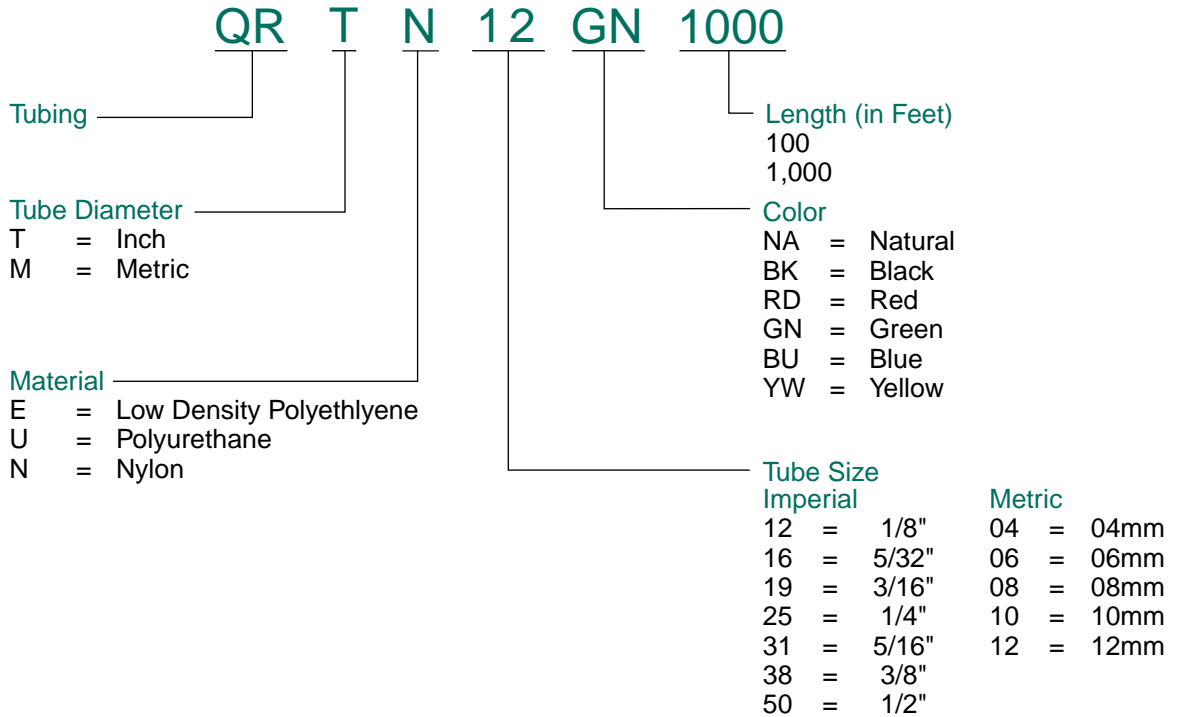 QR T N 12 GN 1000
Tubing
Tube Diameter
T = Inch
M = Metric
Material
E = Low Density Polyethlyene
U = Polyurethane
N = Nylon
Length (in Feet)
100
1,000
Color
NA = Natural
BK = Black
RD = Red
GN = Green
BU = Blue
YW = Yellow
Tube Size
Imperial Metric
12 = 1/8" 04 = 04mm
16 = 5/32" 06 = 06mm
19 = 3/16" 08 = 08mm
25 = 1/4" 10 = 10mm
31 = 5/16" 12 = 12mm
38 = 3/8"
50 = 1/2"